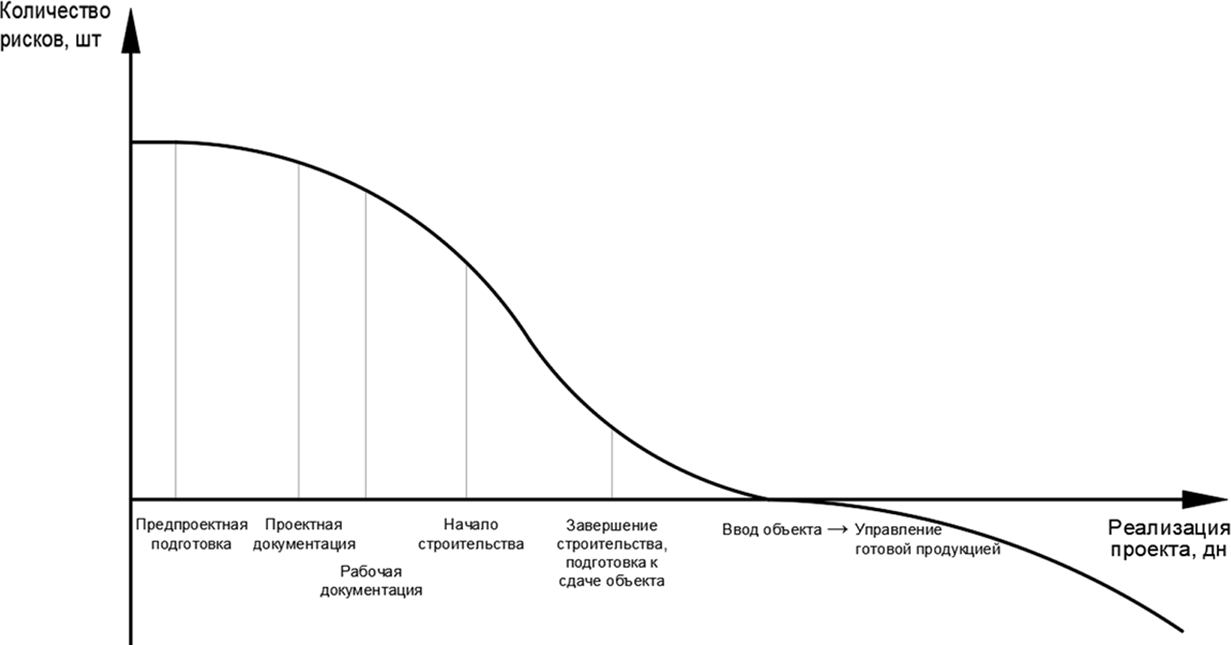 Количество
рисков, шт
Предпроектная
подготовка
Проектная
документация
Рабочая
документация
Начало
строительства
Завершение
строительства,
подготовка к
сдаче объекта
Ввод объекта → Управление
готовой продукцией
Реализация
проекта, дн